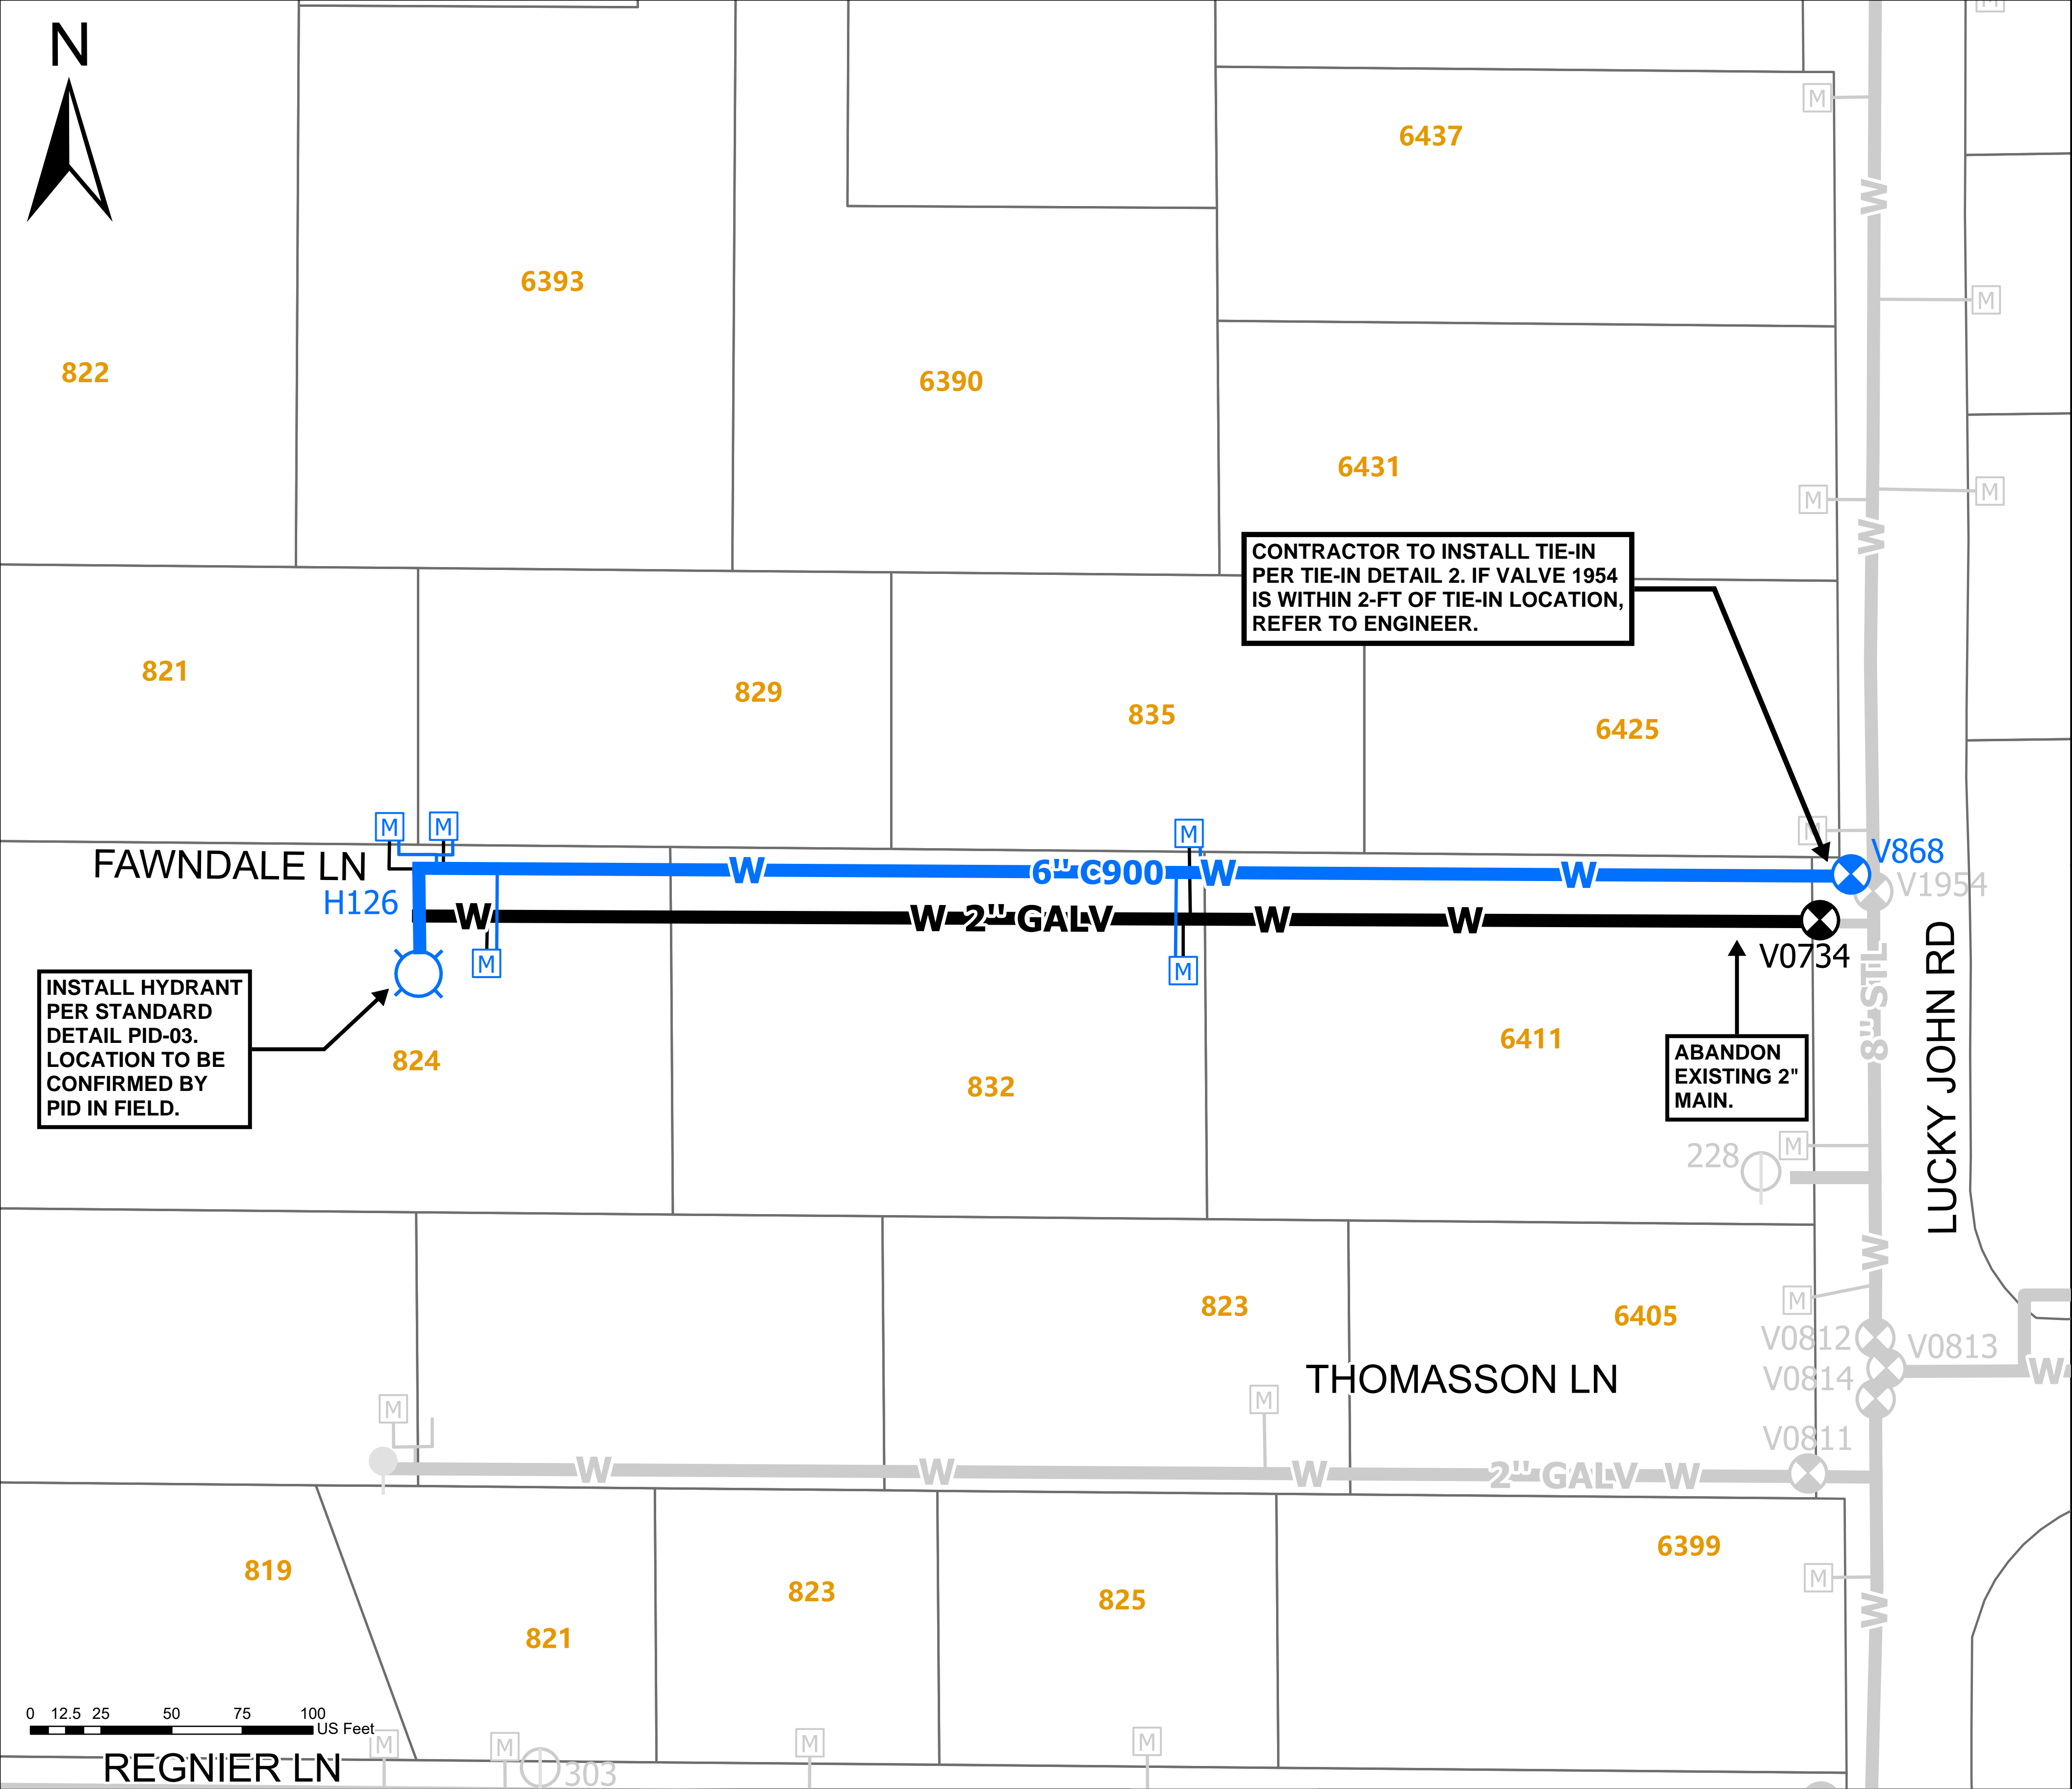 N
M
6437
M
W
6393
M
822
6390
6431
M
M
W
CONTRACTOR TO INSTALL TIE-IN
PER TIE-IN DETAIL 2. IF VALVE 1954
IS WITHIN 2-FT OF TIE-IN LOCATION,
REFER TO ENGINEER.
821
829
835
6425
M
M
M
M
FAWNDALE LN
W
6" C900
W
W
V868
V1954
H126
W
W
2" GALV
W
W
V0734
M
M
8" STL
LUCKY JOHN RD
INSTALL HYDRANT
PER STANDARD
DETAIL PID-03.
LOCATION TO BE
CONFIRMED BY
PID IN FIELD.
824
832
6411
ABANDON
EXISTING 2"
MAIN.
228
M
W
823
6405
M
V0812
V0813
V0814
W
THOMASSON LN
M
M
V0811
W
W
W
2" GALV
W
819
821
823
825
6399
M
W
0 12.5 25 50 75 100
US Feet
REGNIER LN
M
M
303
M
M